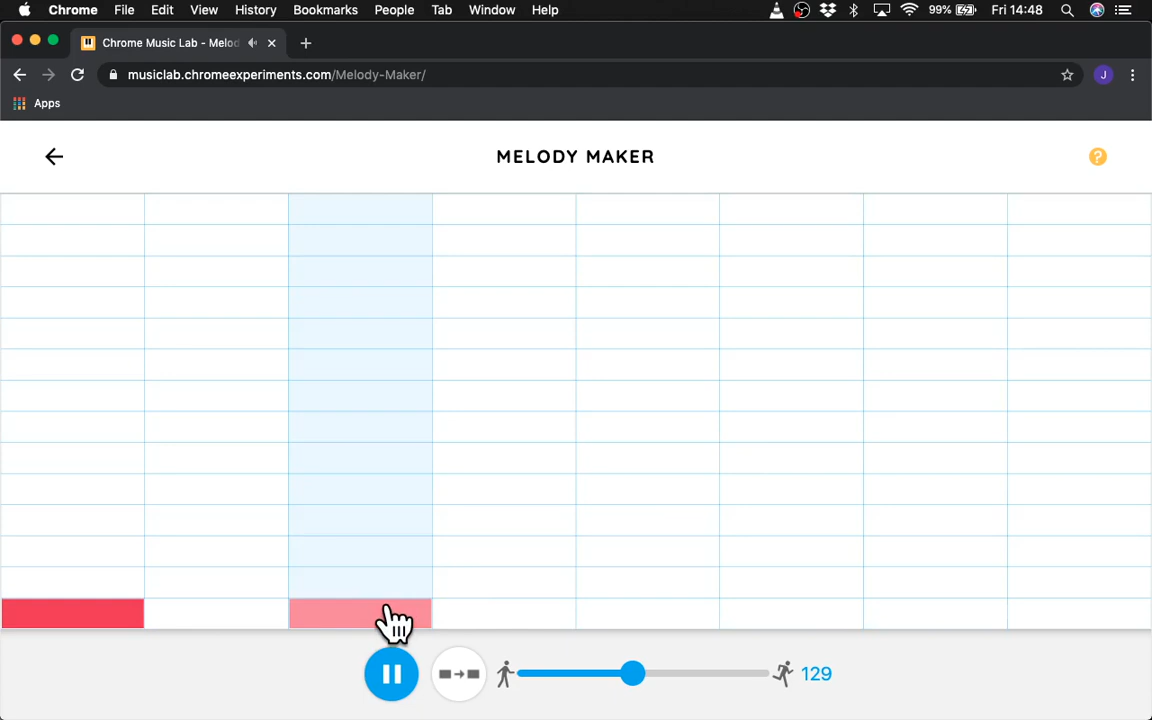 Chrome File Edit View History Bookmarks People Tab Window Help 99% Fri 14:48
Chrome Music Lab - Melod
musiclab.chromeexperiments.com/Melody-Maker/ J
Apps
MELODY MAKER ?
129